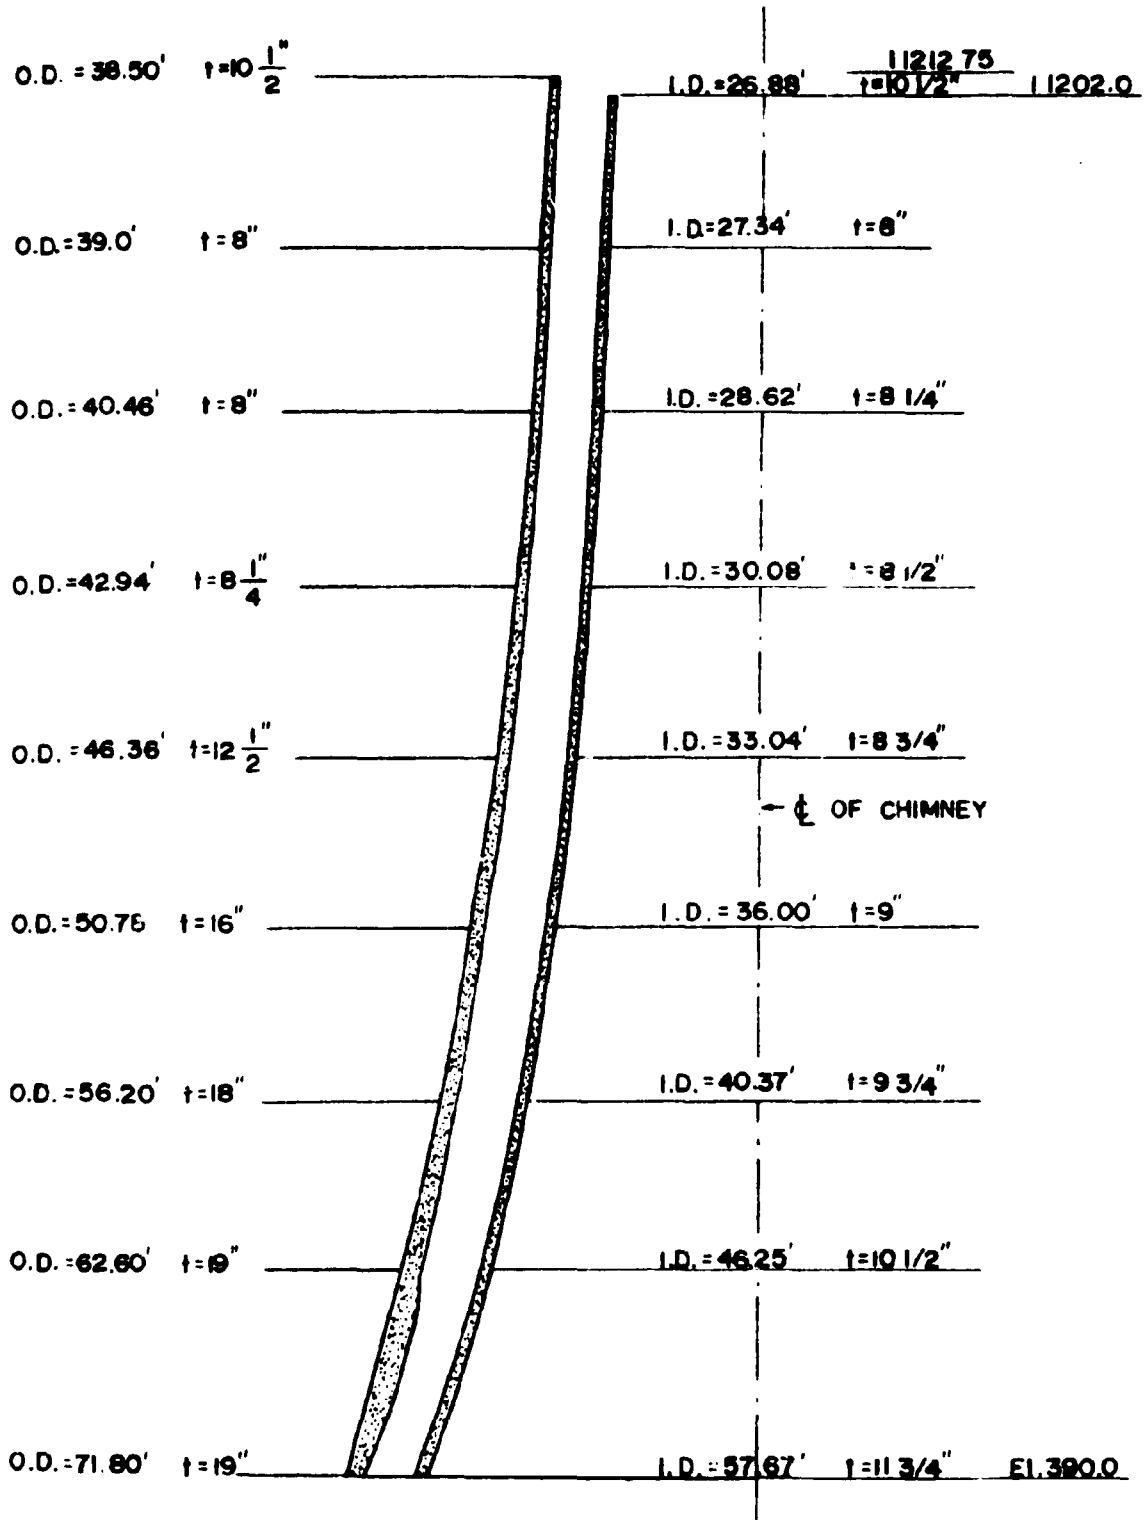 O.D. = 38.50' t=10 1/2"
11212.75
I.D.=26.88' t=10 1/2" 11202.0
O.D.=39.0' t=8"
I.D.=27.34' t=8"
O.D.=40.46' t=8"
I.D.=28.62' t=8 1/4"
O.D.=42.94' t=8 1/4"
I.D.=30.08' t=8 1/2"
O.D.=46.36' t=12 1/2"
I.D.=33.04' t=8 3/4"
℄ OF CHIMNEY
O.D.=50.78 t=16"
I.D.=36.00' t=9"
O.D.=56.20' t=18"
I.D.=40.37' t=9 3/4"
O.D.=62.60' t=19"
I.D.=46.25' t=10 1/2"
O.D.=71.80' t=19"
I.D.=57.67' t=11 3/4" E1.390.0